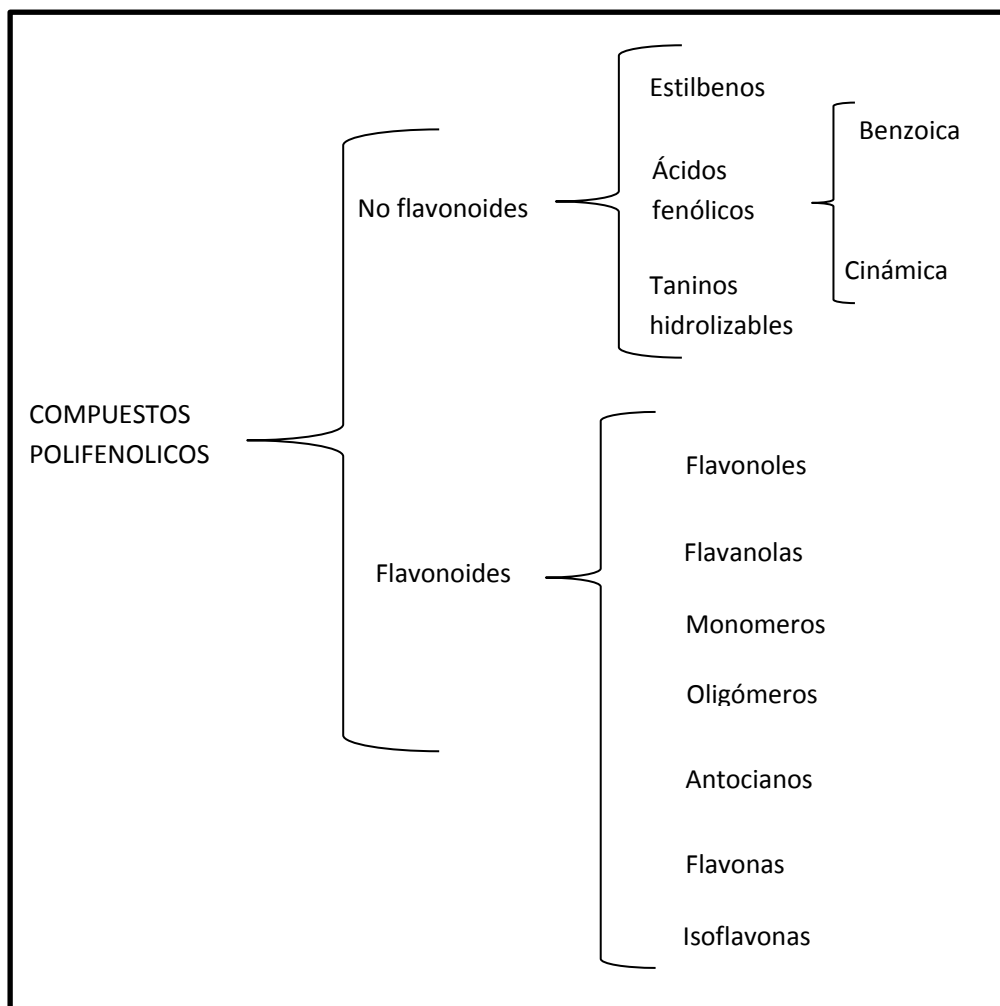 COMPUESTOS
POLIFENOLICOS
No flavonoides
Estilbenos
Ácidos
fenólicos
Benzoica
Cinámica
Taninos
hidrolizables
Flavonoides
Flavonoles
Flavanolas
Monomeros
Oligómeros
Antocianos
Flavonas
Isoflavonas